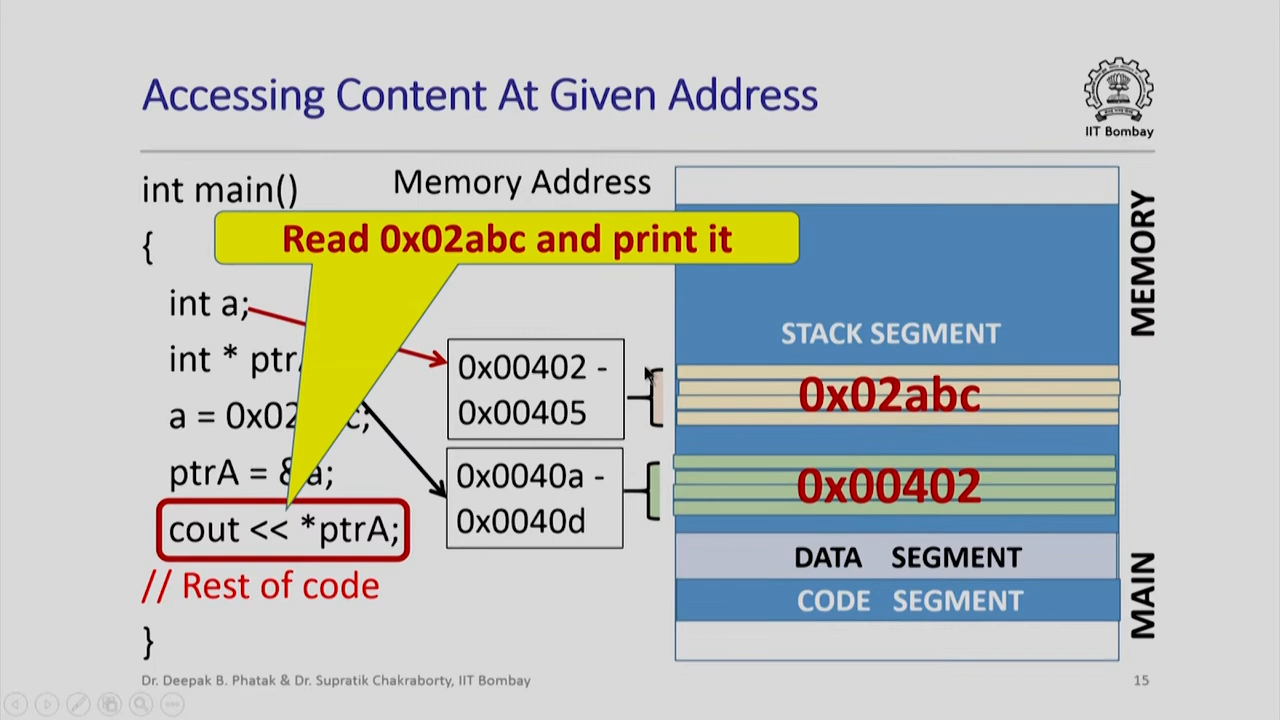 Accessing Content At Given Address
IIT Bombay
int main()
Memory Address
{
Read 0x02abc and print it
int a;
int * ptr
a = 0x02 c;
ptrA = &a;
cout << *ptrA;
// Rest of code
}
0x00402 -
0x00405
0x0040a -
0x0040d
STACK SEGMENT
0x02abc
0x00402
DATA SEGMENT
CODE SEGMENT
MEMORY
MAIN
Dr. Deepak B. Phatak & Dr. Supratik Chakraborty, IIT Bombay
15